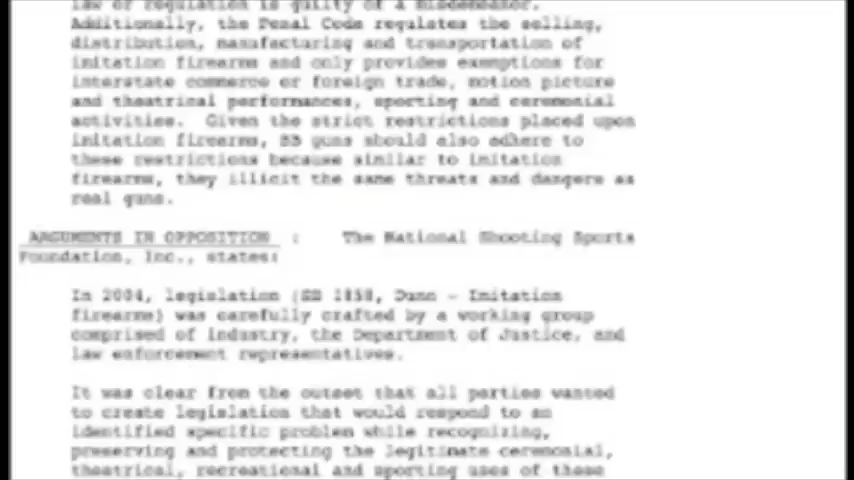 law or regulation is guilty of a misdemeanor.
Additionally, the Penal Code regulates the selling,
distribution, manufacturing and transportation of
imitation firearms and only provides exemptions for
interstate commerce or foreign trade, motion picture
and theatrical performances, sporting and ceremonial
activities. Given the strict restrictions placed upon
imitation firearms, BB guns should also adhere to
these restrictions because similar to imitation
firearms, they illicit the same threats and dangers as
real guns.
ARGUMENTS IN OPPOSITION : The National Shooting Sports
Foundation, Inc., states:
In 2004, legislation (SB 1858, Dunn - Imitation
firearms) was carefully crafted by a working group
comprised of industry, the Department of Justice, and
law enforcement representatives.
It was clear from the outset that all parties wanted
to create legislation that would respond to an
identified specific problem while recognizing,
preserving and protecting the legitimate ceremonial,
theatrical, recreational and sporting uses of these